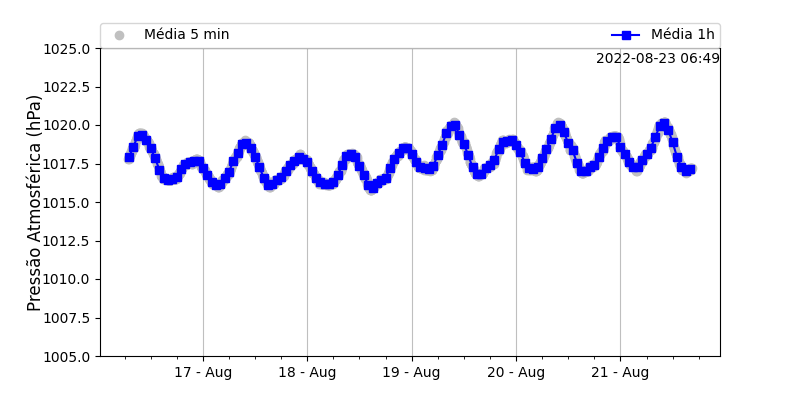 Média 5 min
Média 1h
2022-08-23 06:49
Pressão Atmosférica (hPa)
1025.0
1022.5
1020.0
1017.5
1015.0
1012.5
1010.0
1007.5
1005.0
17 - Aug
18 - Aug
19 - Aug
20 - Aug
21 - Aug